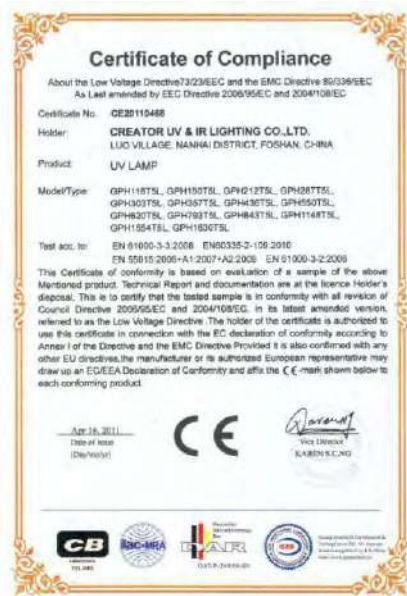 Certificate of Compliance
About the Low Voltage Directive73/23/EEC and the EMC Directive 89/336/EEC
As Last amended by EEC Directive 2006/95/EC and 2004/108/EC
Certificate No. CE20110468
Holder: CREATOR UV & IR LIGHTING CO.,LTD.
LUO VILLAGE, NANHAI DISTRICT, FOSHAN, CHINA
Product: UV LAMP
Model/Type: GPH118T5L, GPH150T5L, GPH212T5L, GPH287T5L,
GPH303T5L, GPH357T5L, GPH436T5L, GPH550T5L,
GPH620T5L, GPH793T5L, GPH843T5L, GPH1148T5L,
GPH1554T5L, GPH1630T5L
Test acc. to: EN 61000-3-3:2008 EN60335-2-109:2010
EN 55015:2006+A1:2007+A2:2009 EN 61000-3-2:2006
This Certificate of conformity is based on evaluation of a sample of the above
Mentioned product. Technical Report and documentation are at the licence Holder's
disposal. This is to certify that the tested sample is in conformity with all revision of
Council Directive 2006/95/EC and 2004/108/EC, in its latest amended version,
referred to as the Low Voltage Directive .The holder of the certificate is authorized to
use this certificate in connection with the EC declaration of conformity according to
Annex I of the Directive and the EMC Directive Provided it is also confirmed with any
other EU directives,the manufacturer or its authorized European representative may
draw up an EC/EEA Declaration of Conformity and affix the CE -mark shown below to
each conforming product
Apr 16, 2011
Date of issue
(Day/mo/yr)
CE
Vice Director
KAREN S.C.NG
CB
ilac-MRA
DAR